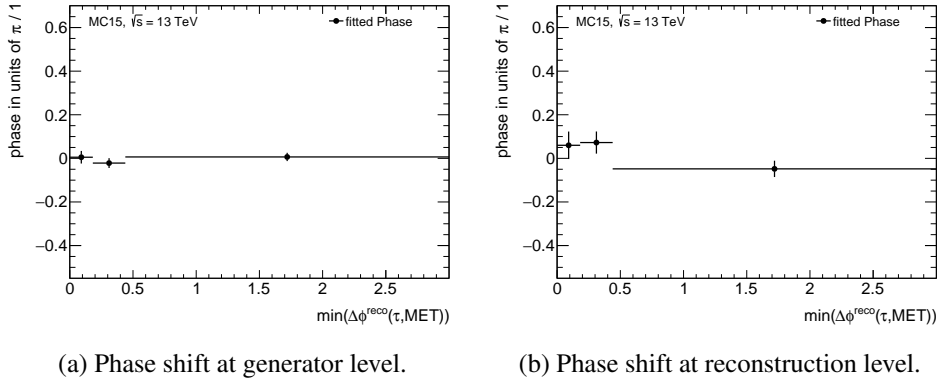 phase in units of π / 1
MC15, √s = 13 TeV
fitted Phase
0.6
0.4
0.2
0
−0.2
−0.4
0 0.5 1 1.5 2 2.5
min(Δϕ^reco(τ,MET))
(a) Phase shift at generator level.
phase in units of π / 1
MC15, √s = 13 TeV
fitted Phase
0.6
0.4
0.2
0
−0.2
−0.4
0 0.5 1 1.5 2 2.5
min(Δϕ^reco(τ,MET))
(b) Phase shift at reconstruction level.